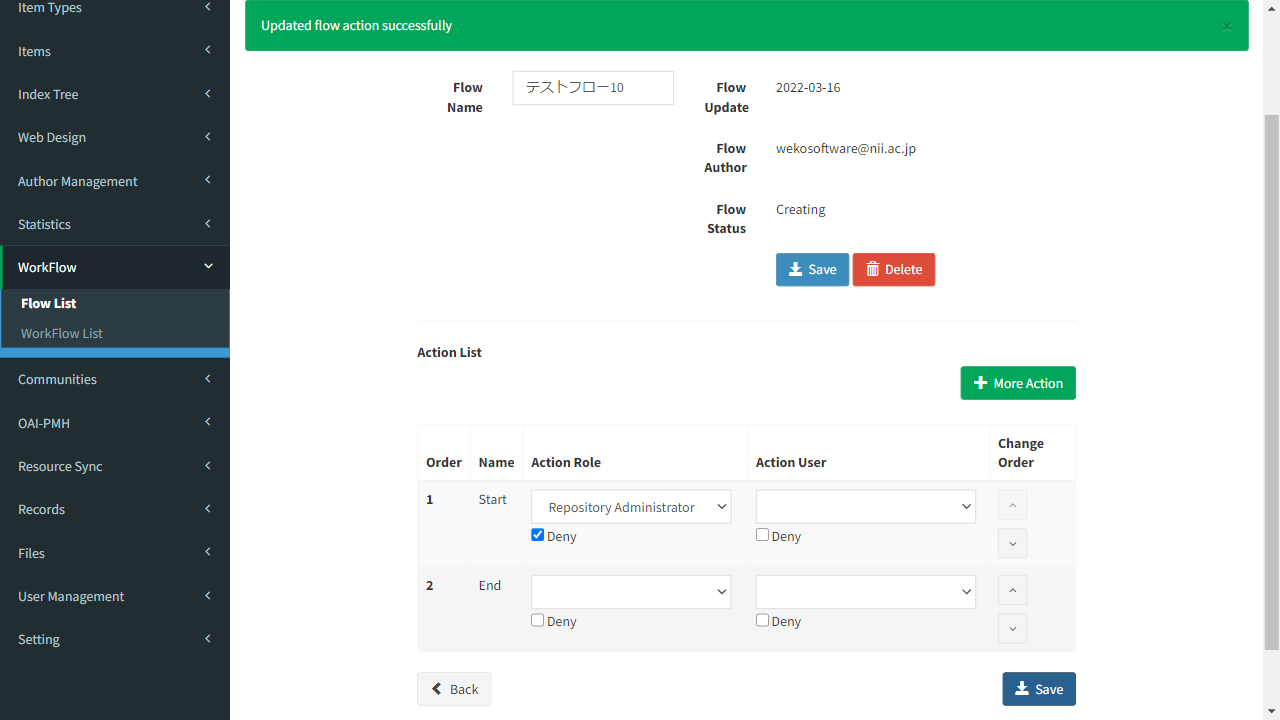 Item Types
Items
Index Tree
Web Design
Author Management
Statistics
WorkFlow
Flow List
WorkFlow List
Communities
OAI-PMH
Resource Sync
Records
Files
User Management
Setting
Updated flow action successfully
×
Flow Name
テストフロー10
Flow Update
2022-03-16
Flow Author
wekosoftware@nii.ac.jp
Flow Status
Creating
Save
Delete
Action List
More Action
Order Name Action Role Action User Change Order
1 Start Repository Administrator
Deny Deny
2 End
Deny Deny
Back
Save